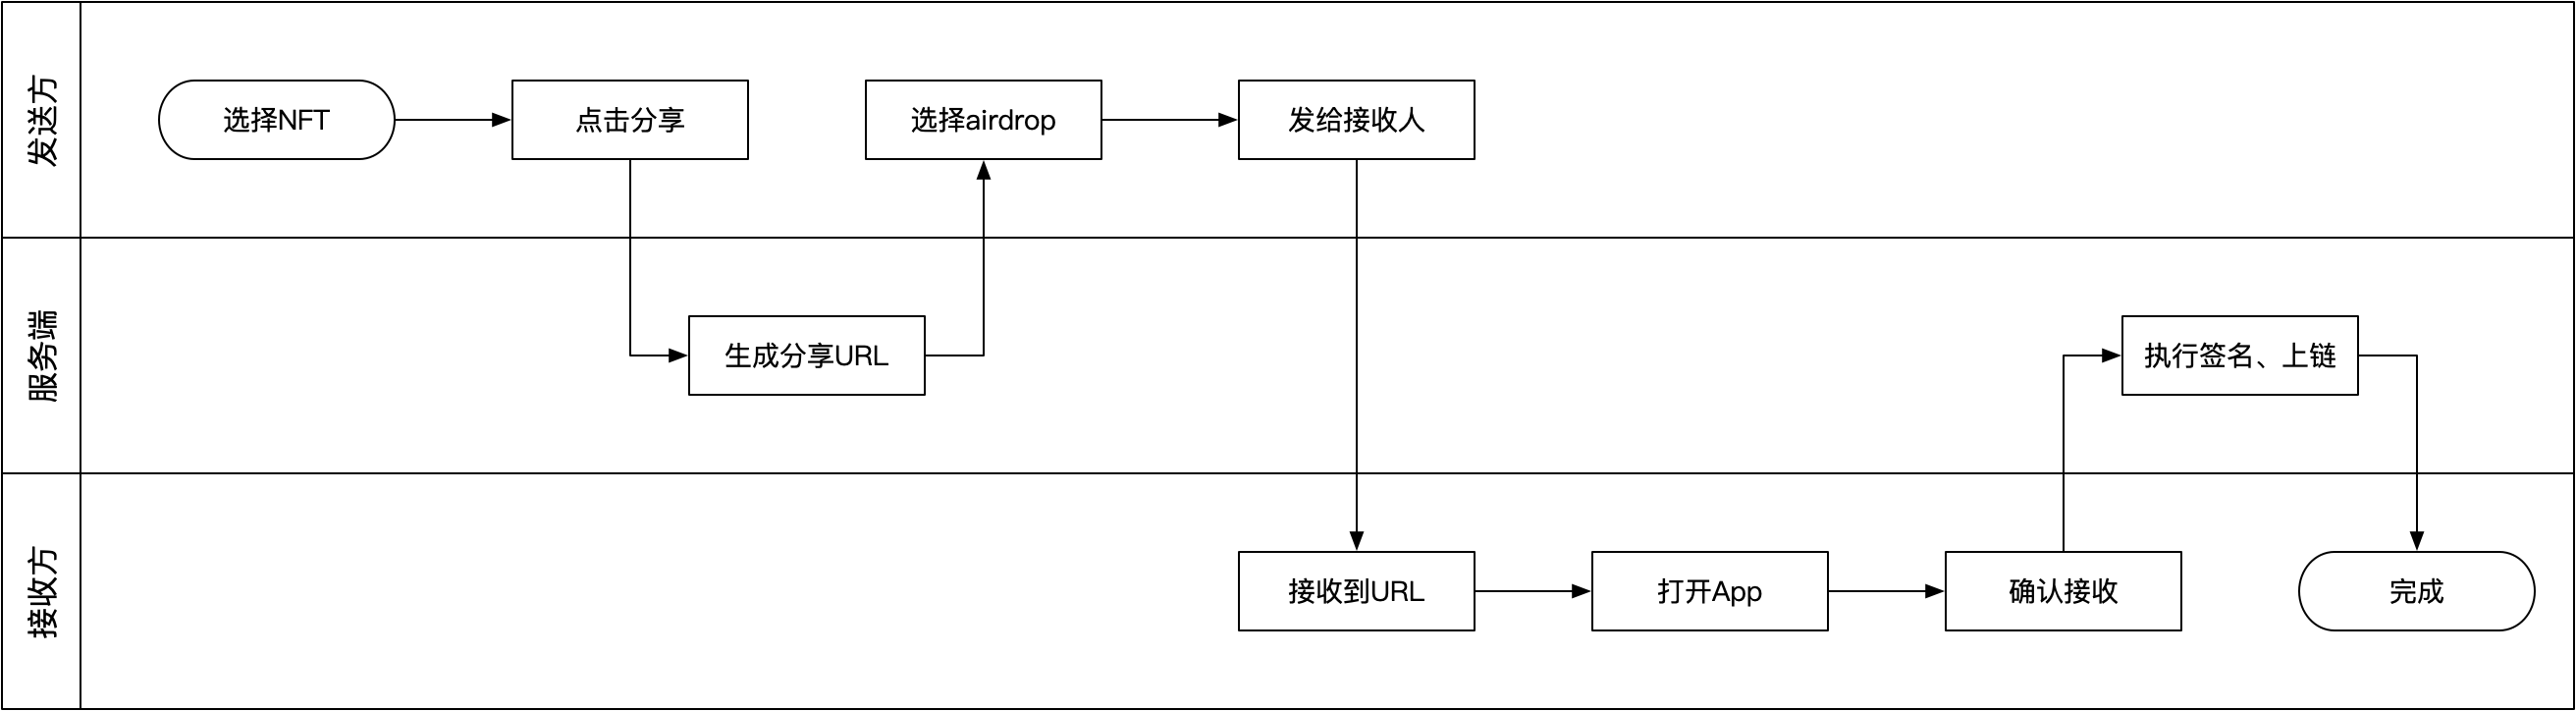 发送方
选择NFT
点击分享
选择airdrop
发给接收人
服务端
生成分享URL
执行签名、上链
接收方
接收到URL
打开App
确认接收
完成